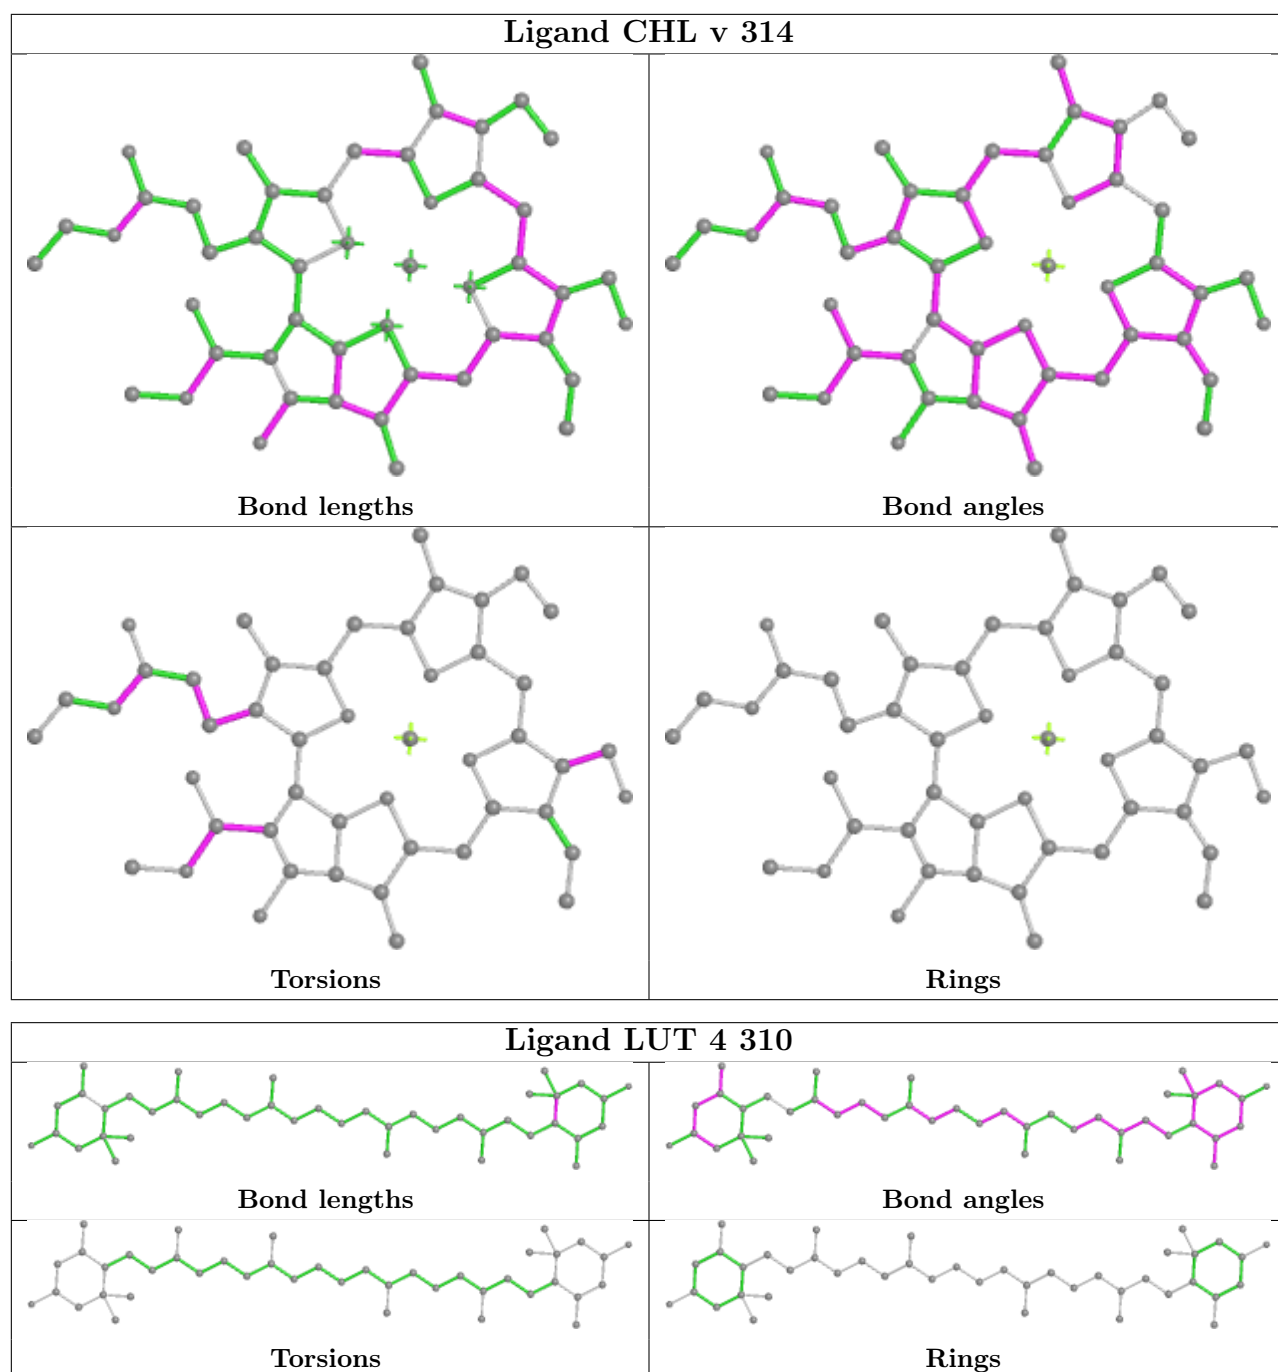 Ligand CHL v 314
Bond lengths
Bond angles
Torsions
Rings
Ligand LUT 4 310
Bond lengths
Bond angles
Torsions
Rings